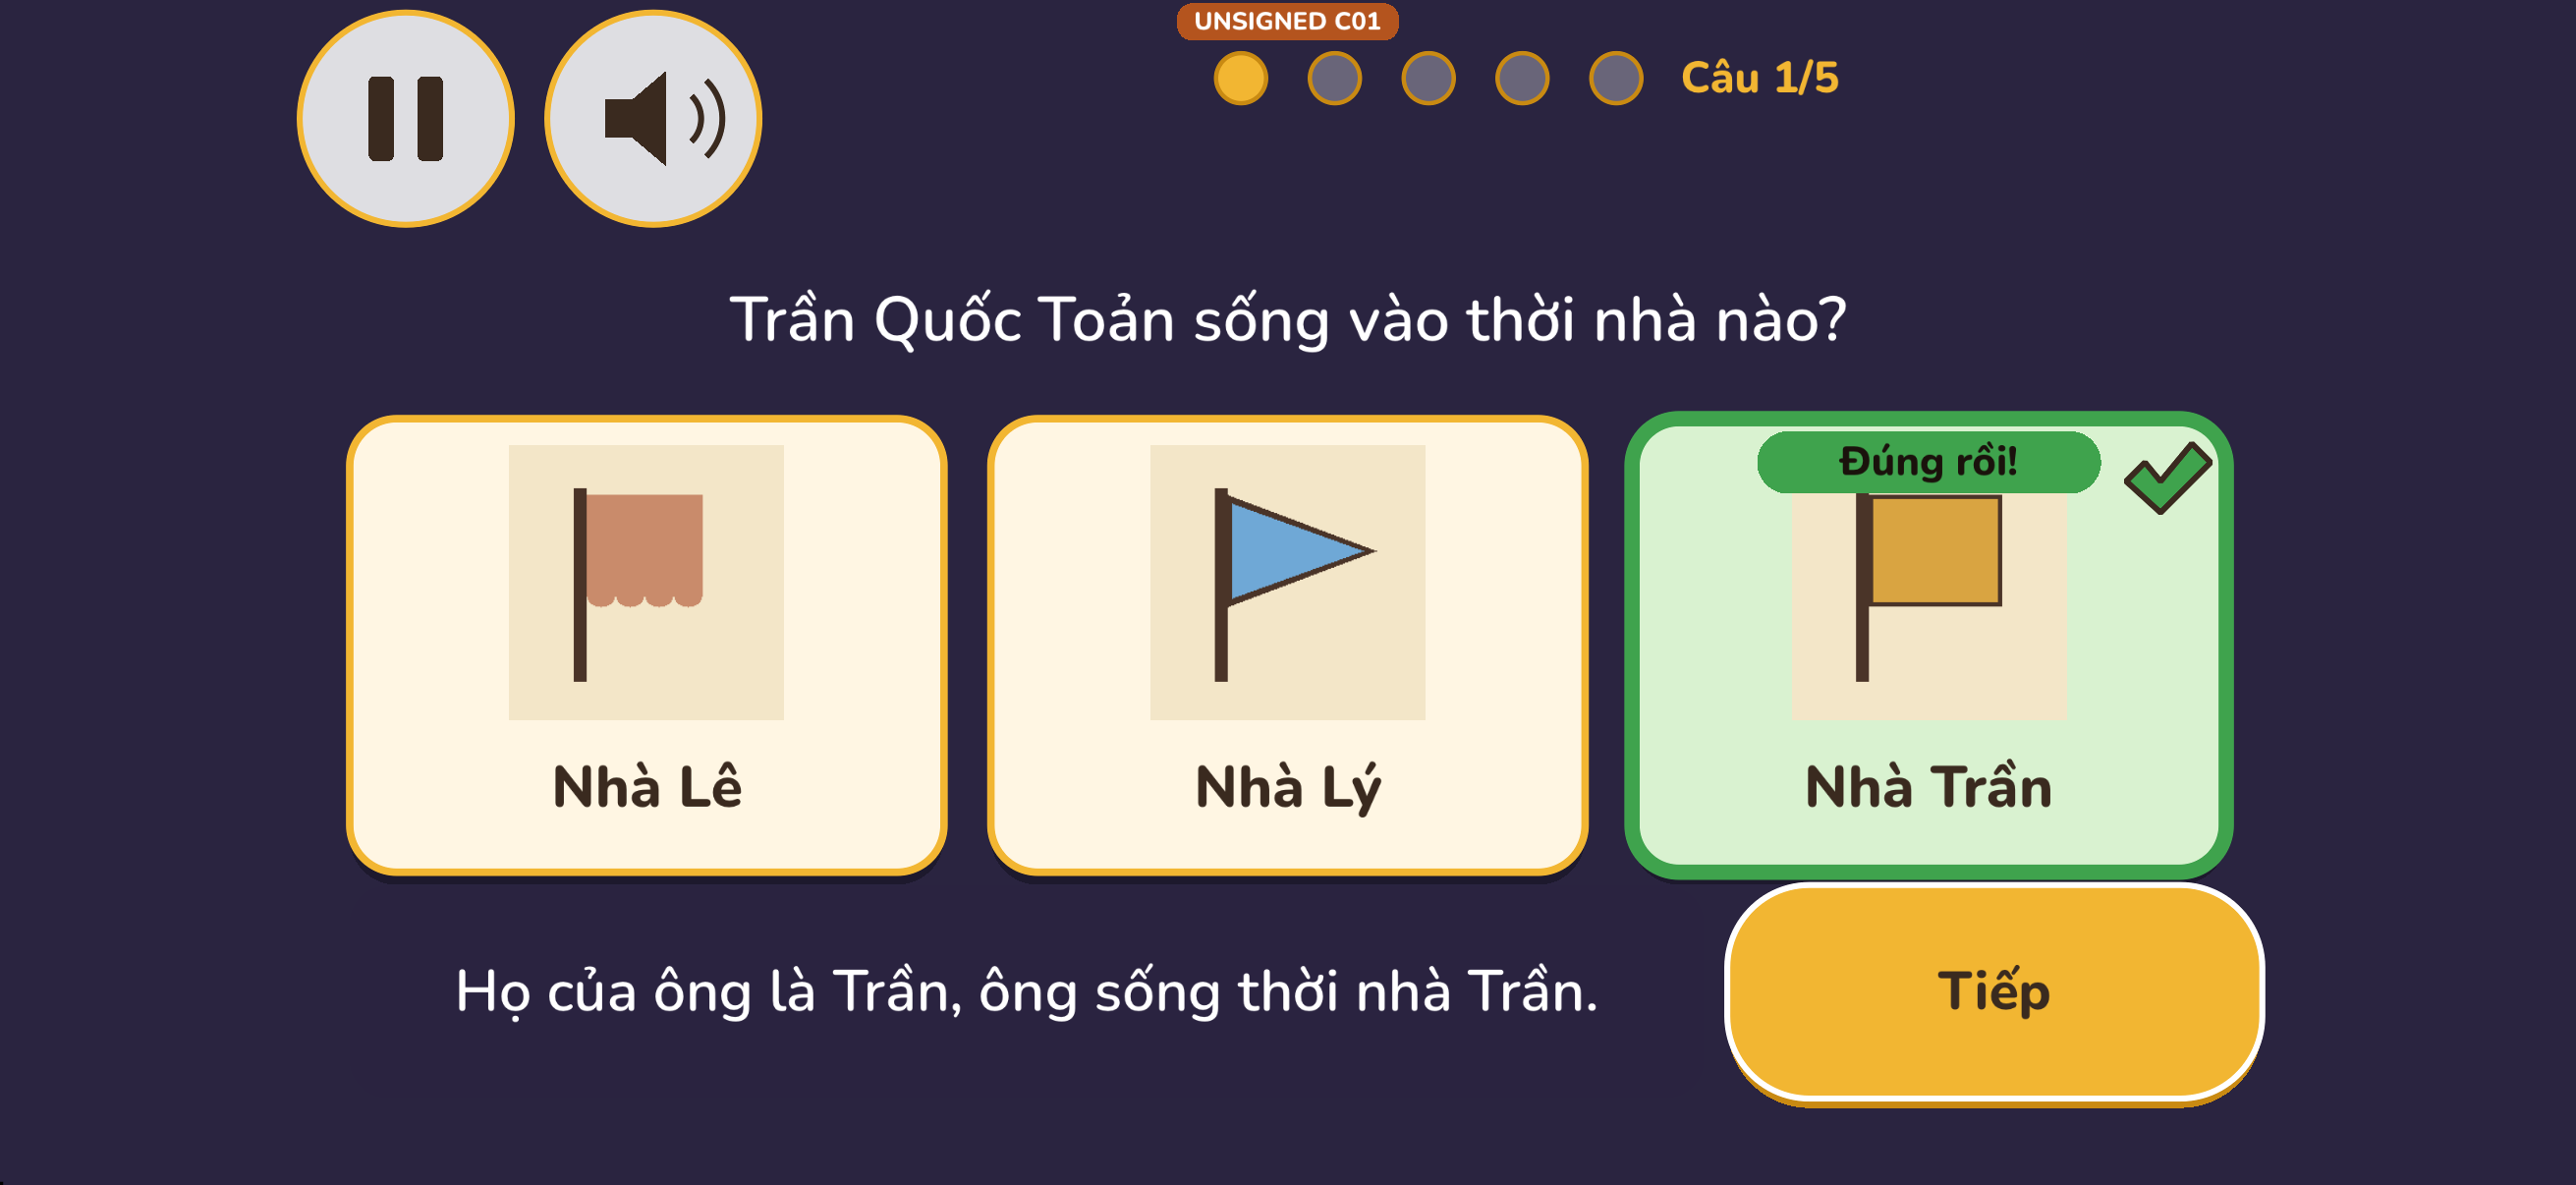 UNSIGNED C01
Câu 1/5
Trần Quốc Toản sống vào thời nhà nào?
Đúng rồi!
Nhà Lê
Nhà Lý
Nhà Trần
Họ của ông là Trần, ông sống thời nhà Trần.
Tiếp